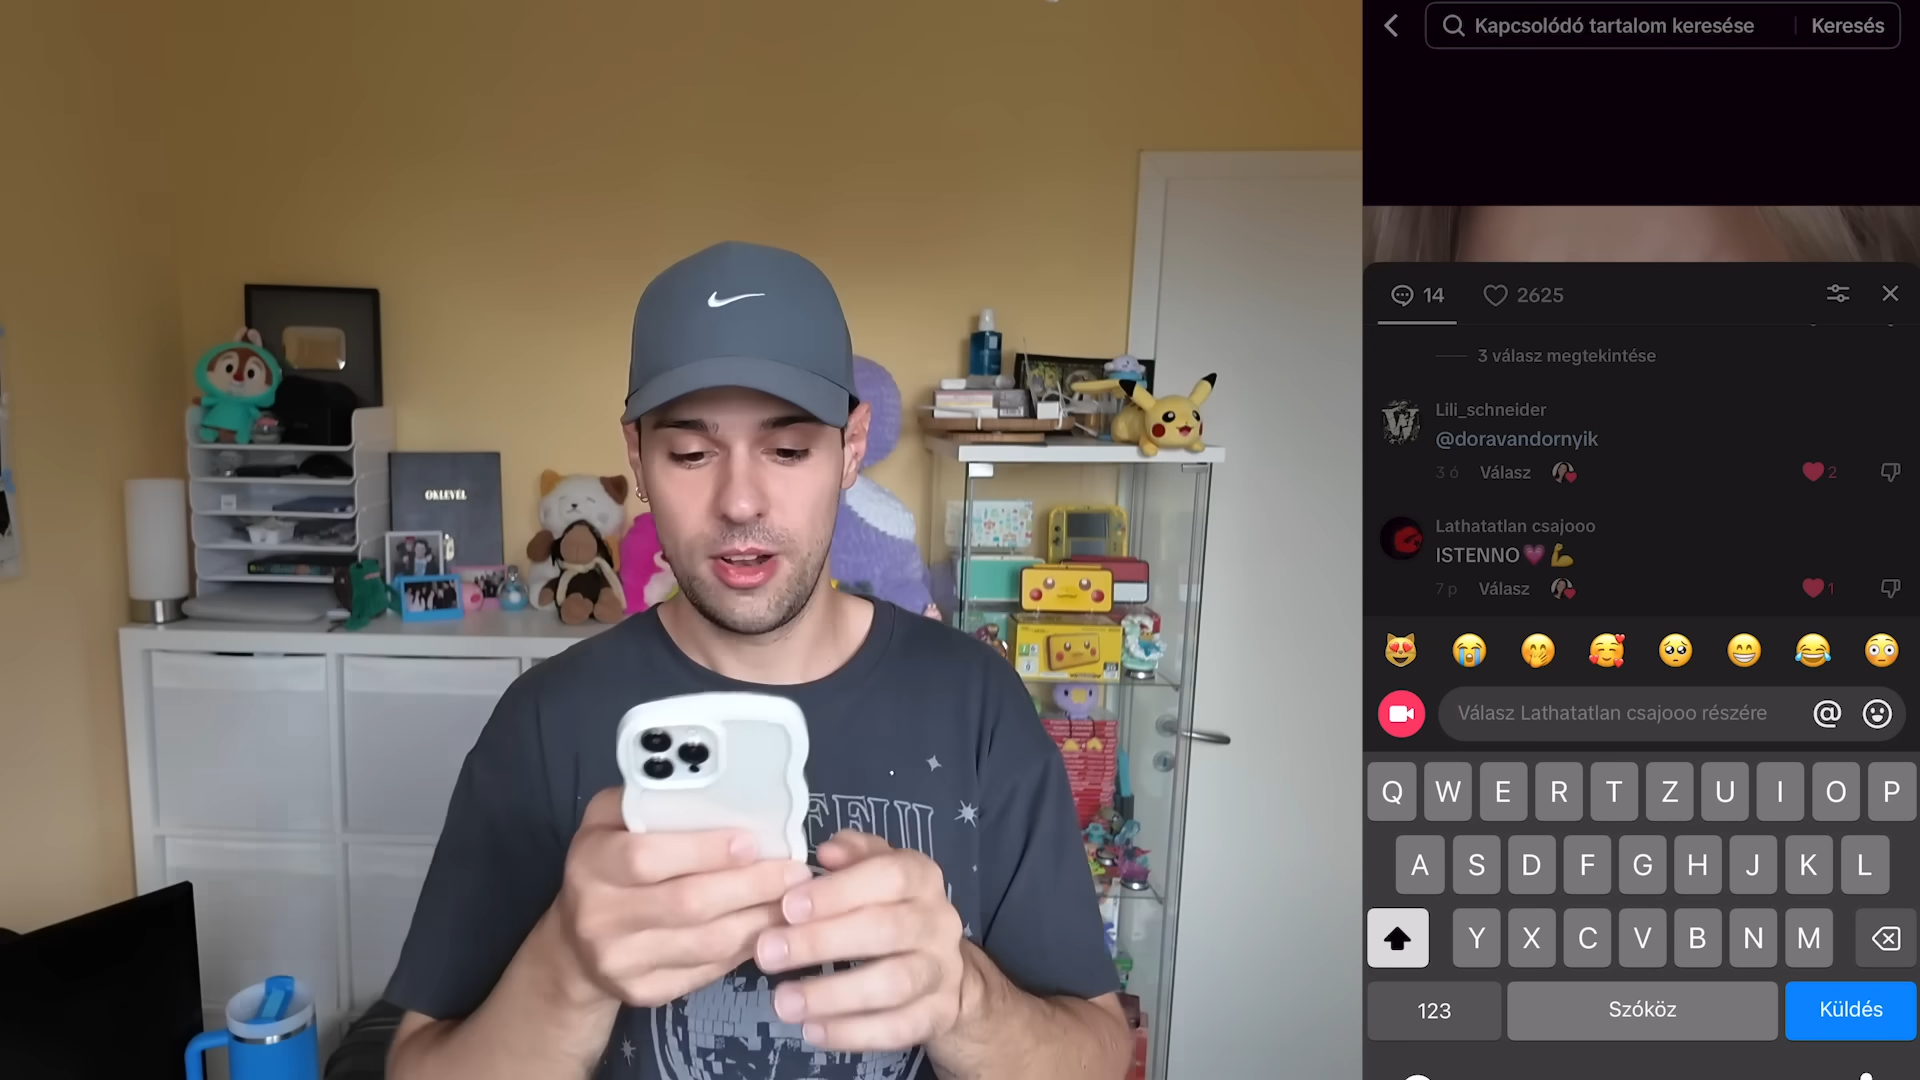 OKLEVÉL
Kapcsolódó tartalom keresése
Keresés
14
2625
3 válasz megtekintése
Lili_schneider
@doravandornyik
3 ó
Válasz
2
Lathatatlan csajooo
ISTENNO💗💪
7 p
Válasz
1
Válasz Lathatatlan csajooo részére
Q W E R T Z U I O P
A S D F G H J K L
Y X C V B N M
123
Szóköz
Küldés